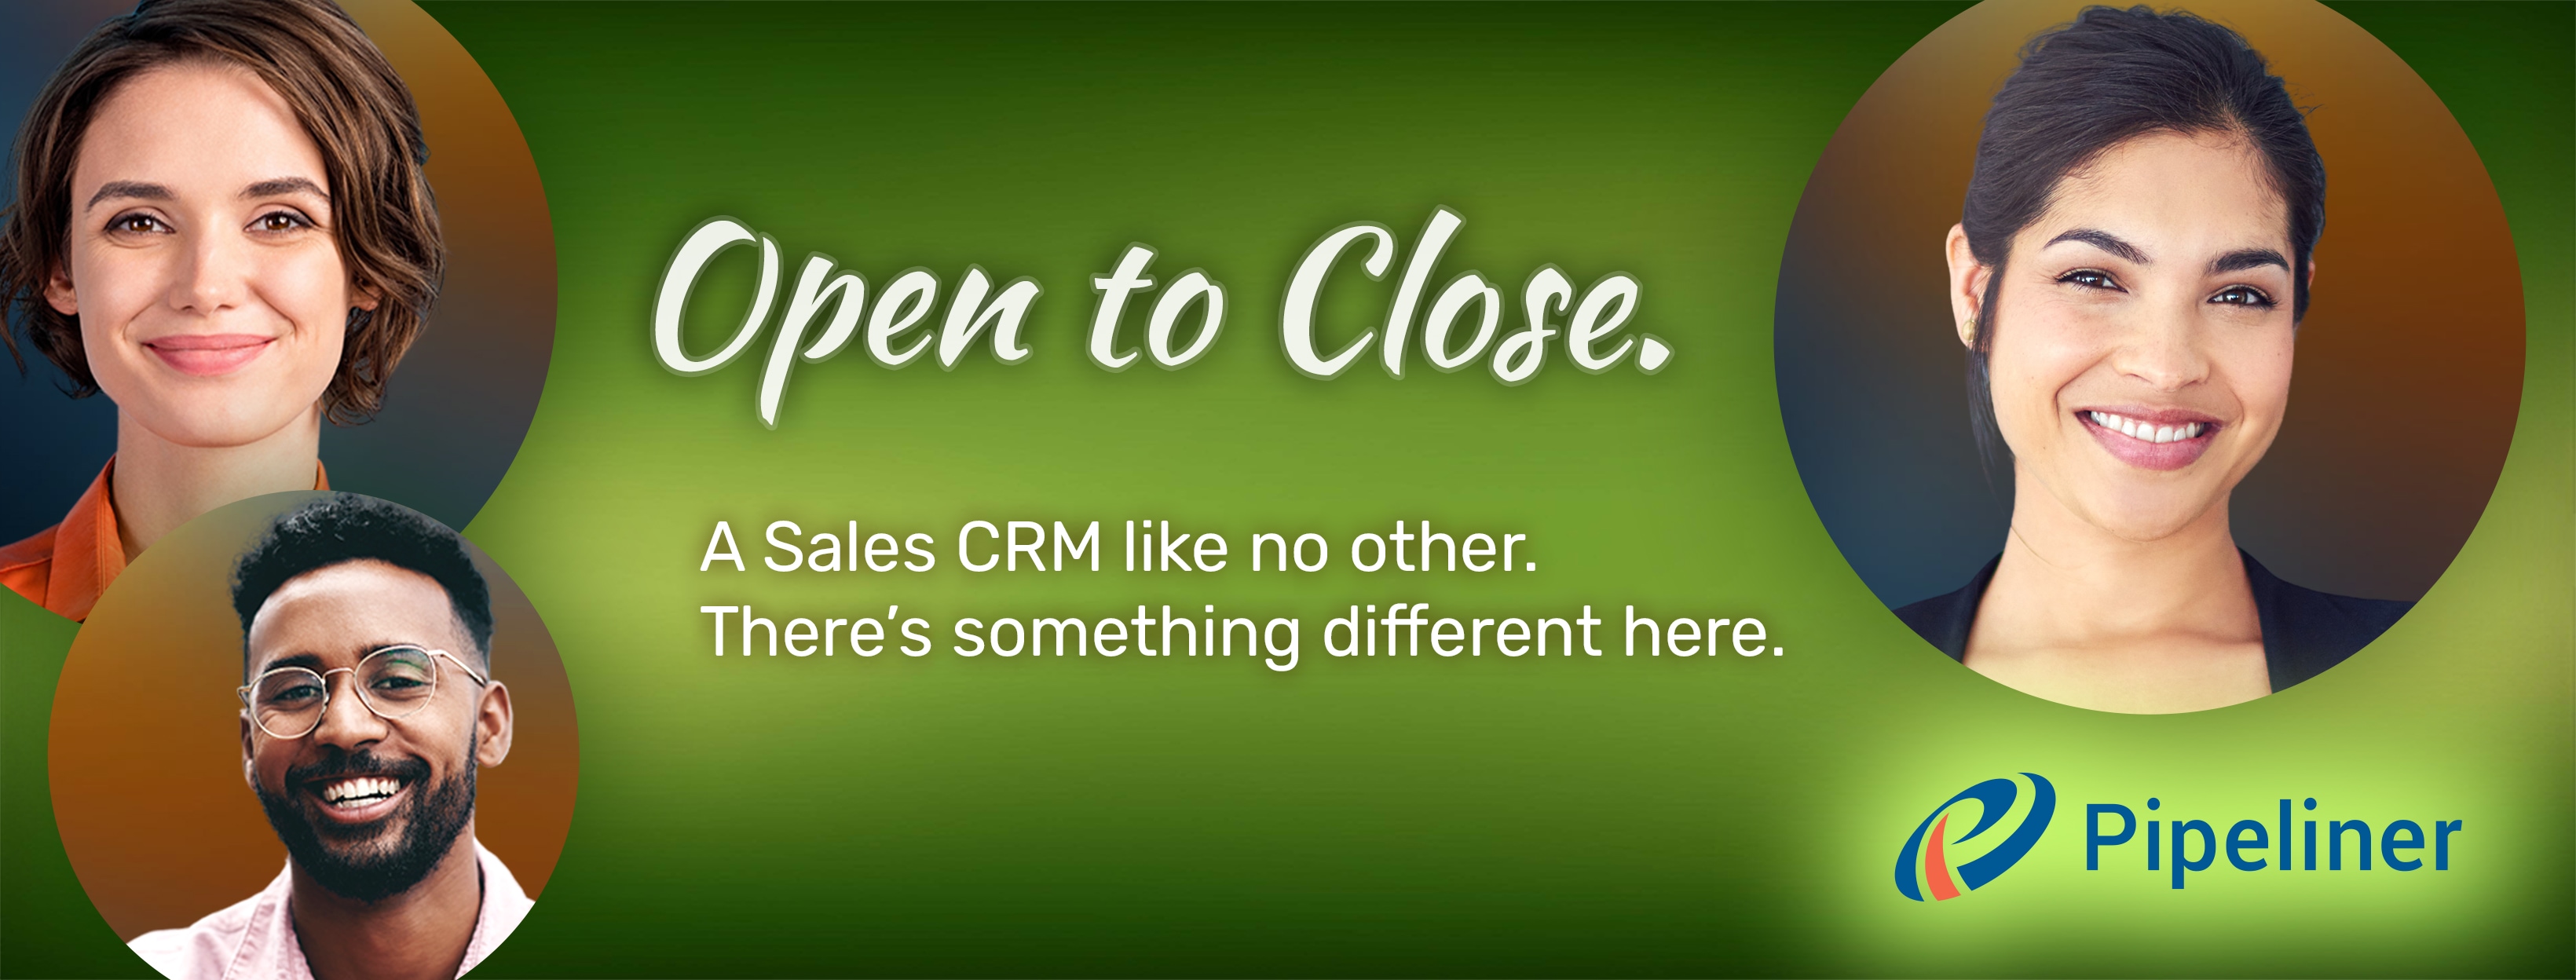 Open to Close.
A Sales CRM like no other.
There’s something different here.
Pipeliner